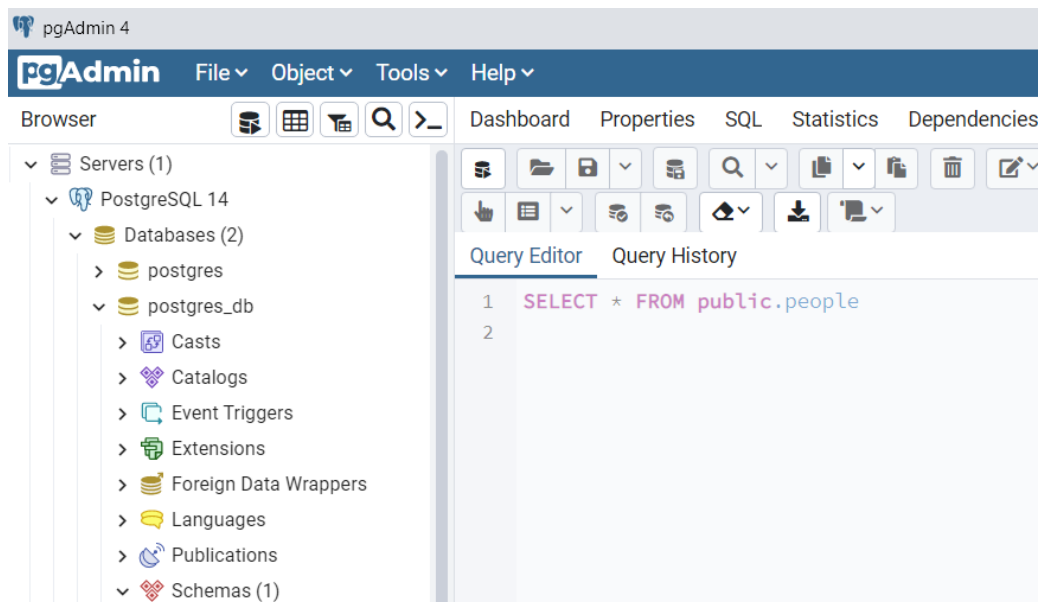 pgAdmin 4
pgAdmin File Object Tools Help
Browser
Dashboard Properties SQL Statistics Dependencies
Servers (1)
PostgreSQL 14
Databases (2)
postgres
postgres_db
Casts
Catalogs
Event Triggers
Extensions
Foreign Data Wrappers
Languages
Publications
Schemas (1)
Query Editor Query History
1 SELECT * FROM public.people
2